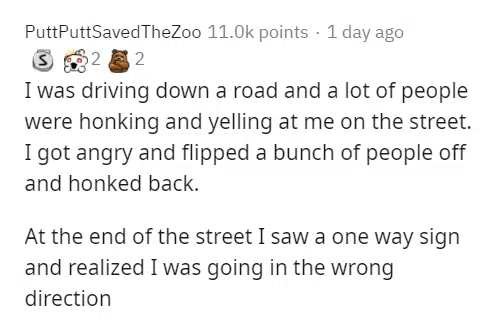 PuttPuttSavedTheZoo 11.0k points · 1 day ago
S 2 2
I was driving down a road and a lot of people
were honking and yelling at me on the street.
I got angry and flipped a bunch of people off
and honked back.
At the end of the street I saw a one way sign
and realized I was going in the wrong
direction